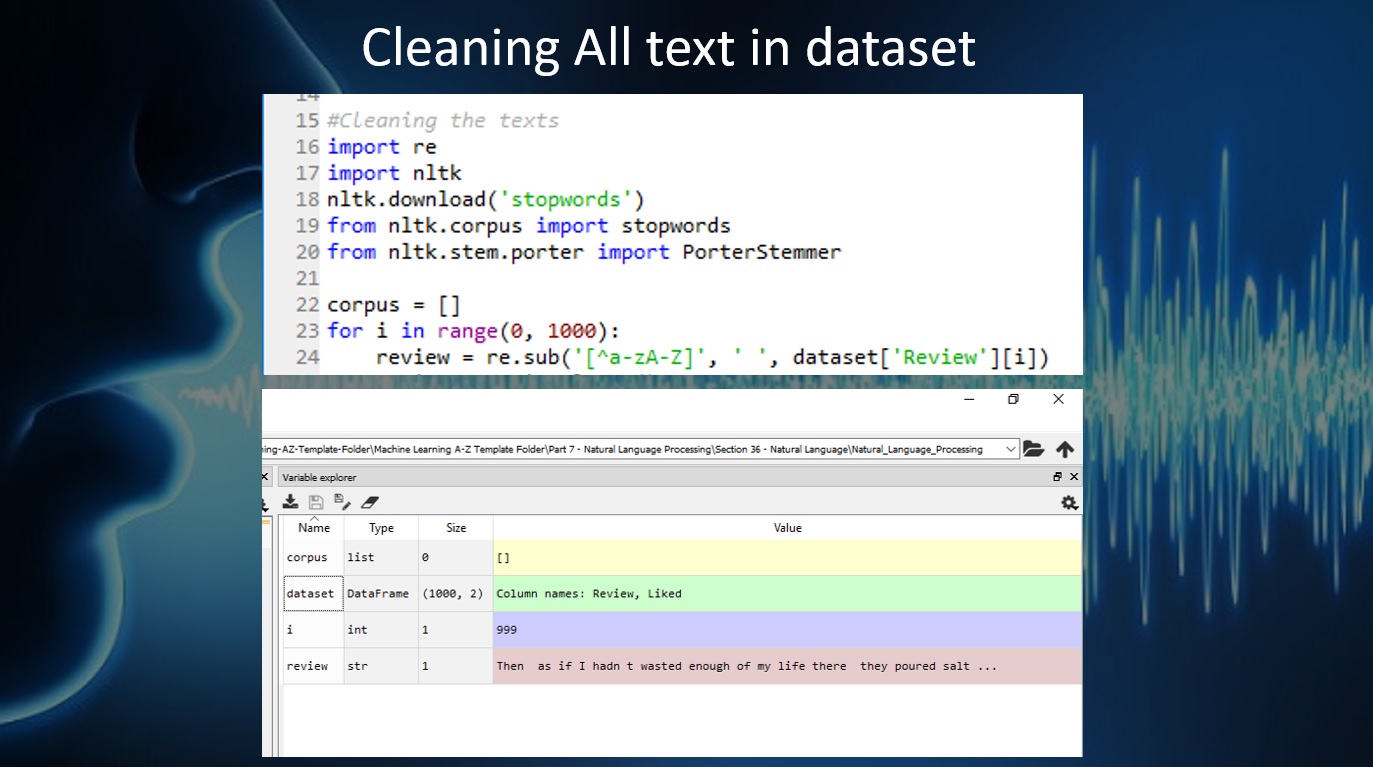 Cleaning All text in dataset
14
15 #Cleaning the texts
16 import re
17 import nltk
18 nltk.download('stopwords')
19 from nltk.corpus import stopwords
20 from nltk.stem.porter import PorterStemmer
21
22 corpus = []
23 for i in range(0, 1000):
24 review = re.sub('[^a-zA-Z]', ' ', dataset['Review'][i])
ing-AZ-Template-Folder\Machine Learning A-Z Template Folder\Part 7 - Natural Language Processing\Section 36 - Natural Language\Natural_Language_Processing
Variable explorer
Name Type Size Value
corpus list 0 []
dataset DataFrame (1000, 2) Column names: Review, Liked
i int 1 999
review str 1 Then  as if I hadn t wasted enough of my life there  they poured salt ...